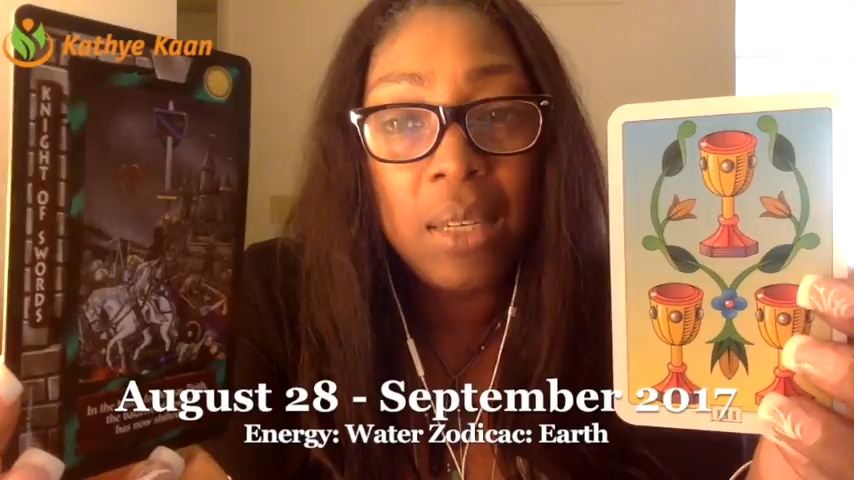 Kathye Kaan
KNIGHT OF SWORDS
August 28 - September 2017
Energy: Water Zodicac: Earth